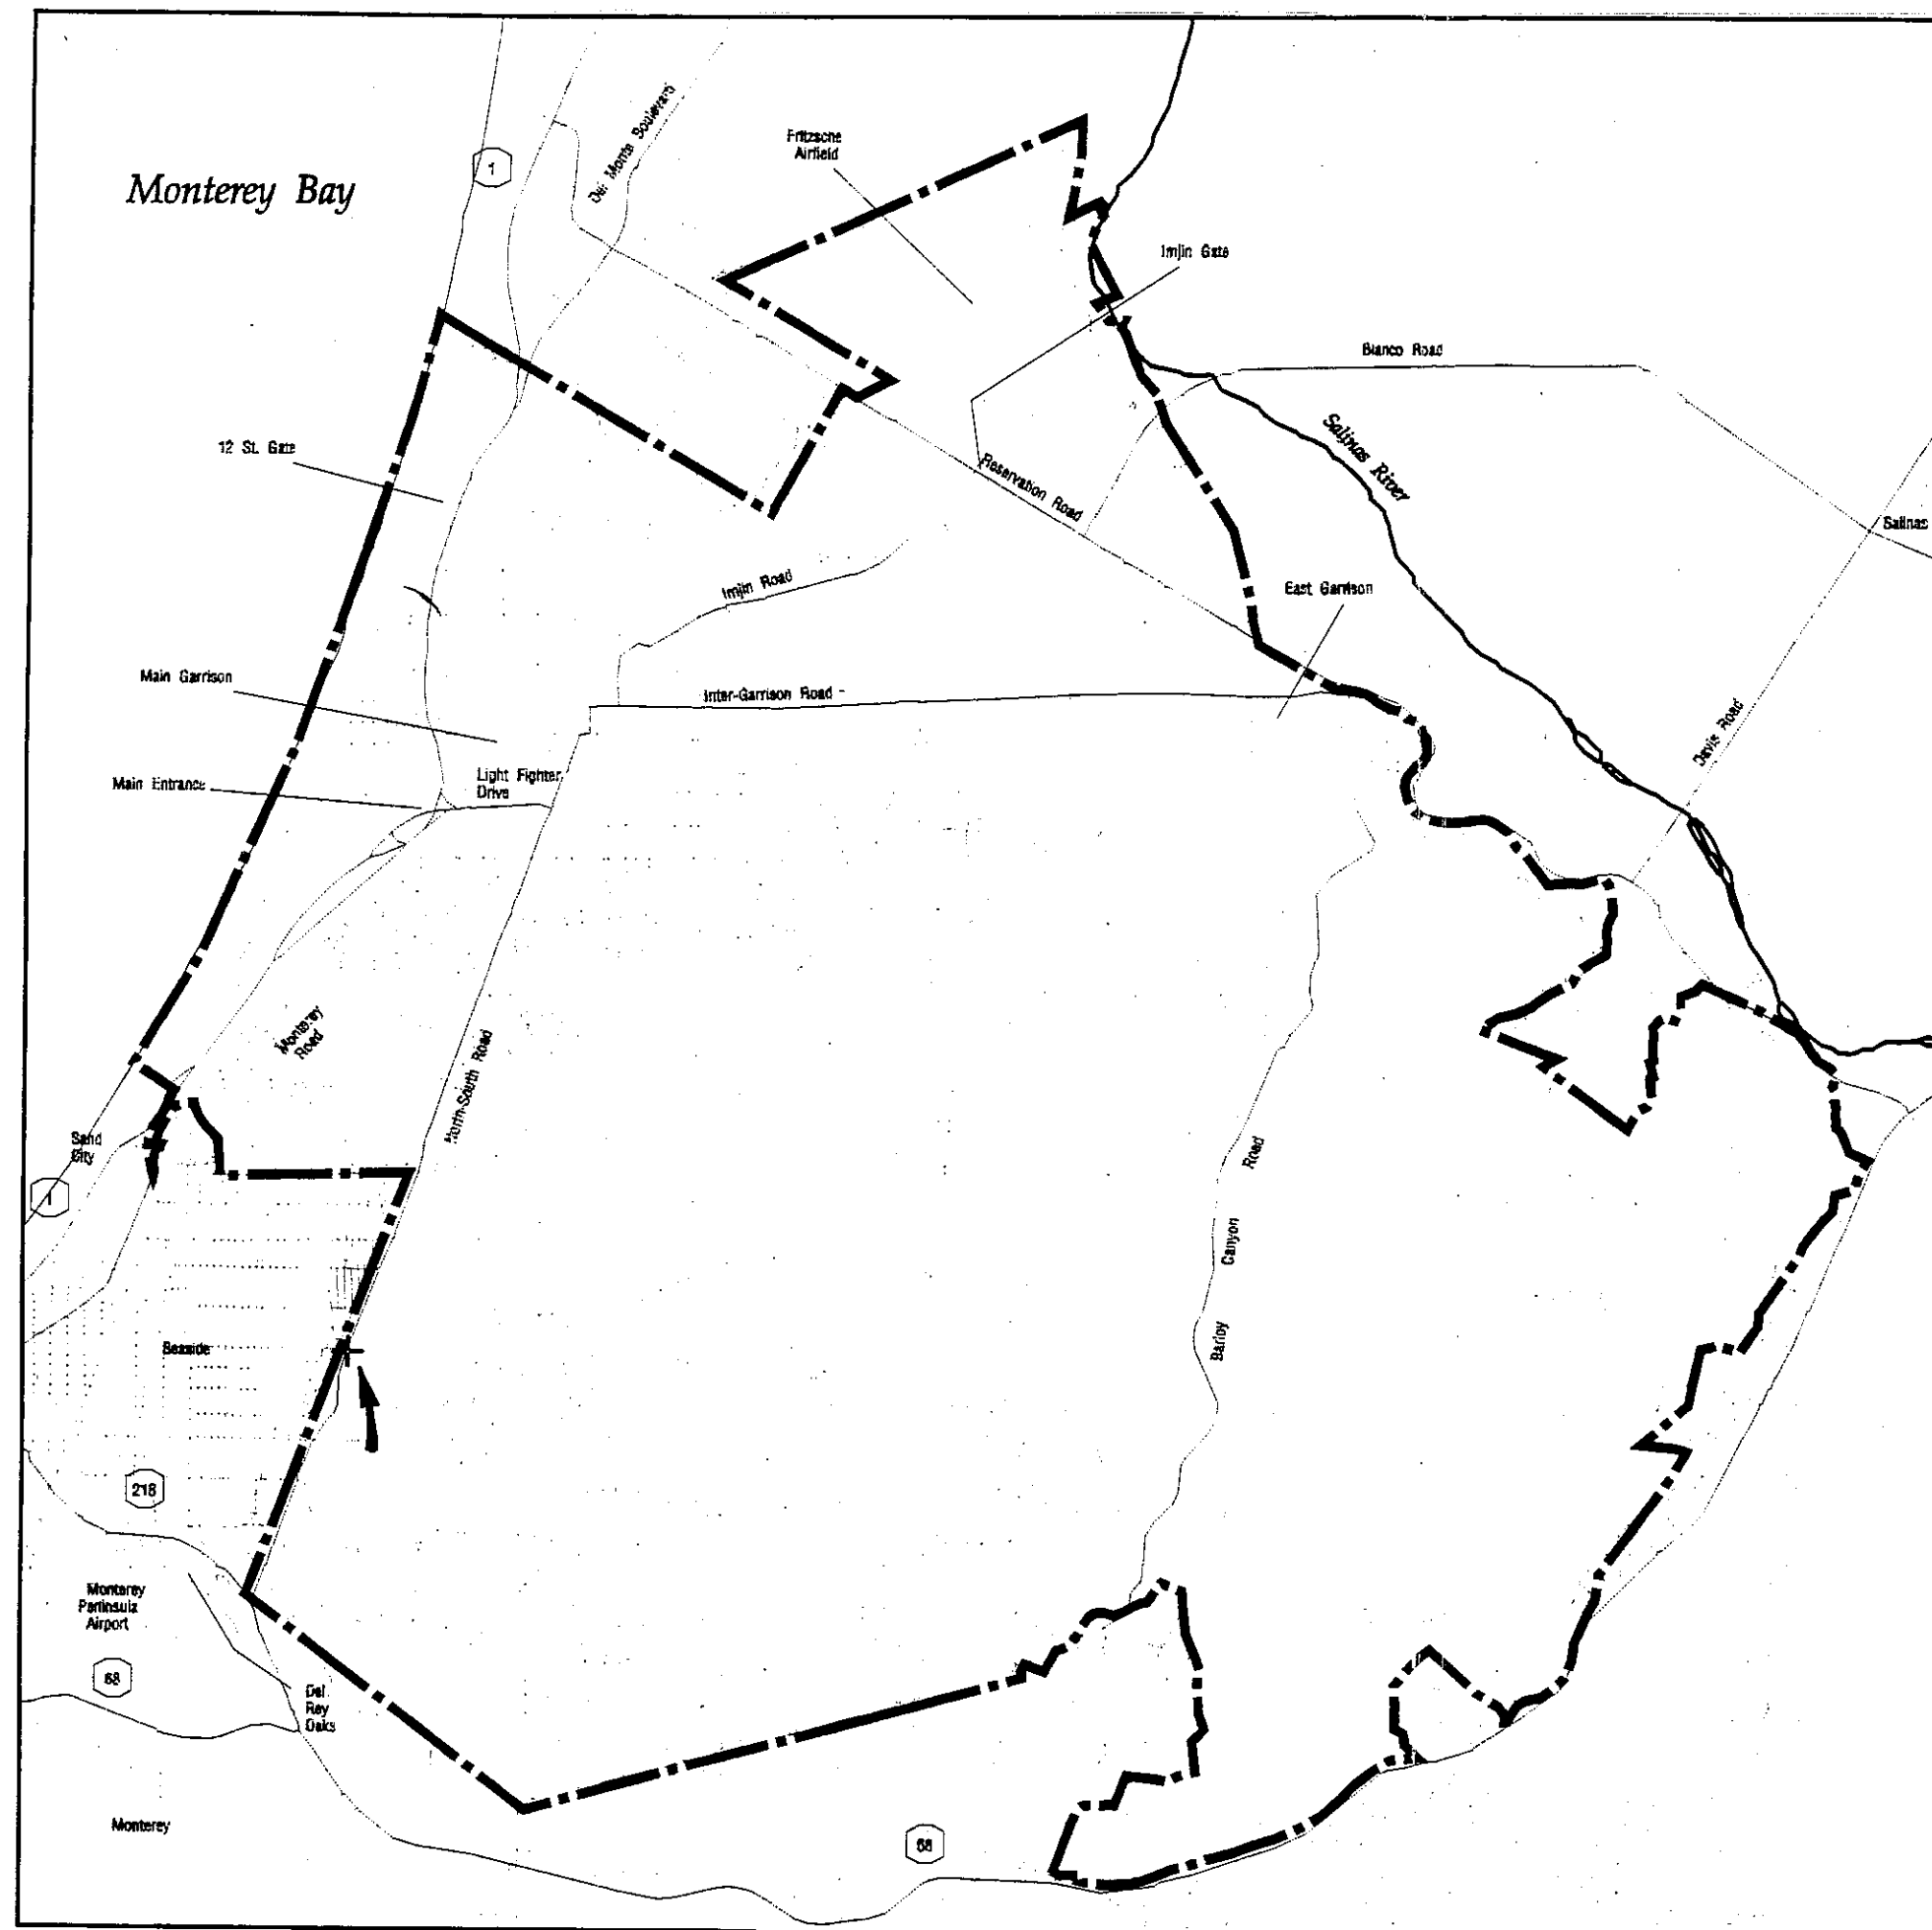 Monterey Bay
1
Del Monte Boulevard
Fritzsche
Airfield
Imjin Gate
Blanco Road
12 St. Gate
Salinas River
Reservation Road
Salinas
Imjin Road
East Garrison
Main Garrison
Inter-Garrison Road -
Davis Road
Main Entrance
Light Fighter
Drive
Monterey
Road
North-South Road
Sand
City
1
Road
Canyon
Barloy
Seaside
218
Monterey
Peninsula
Airport
68
Del
Rey
Oaks
Monterey
68